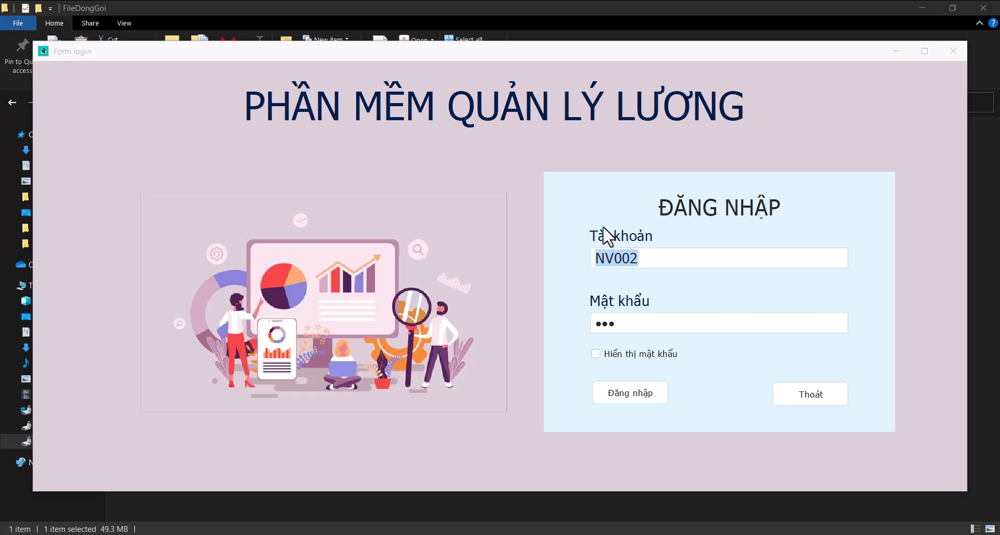 FileDongGoi
File Home Share View
Cut New item Open Select all
Pin to Qu
access
Form login
PHẦN MỀM QUẢN LÝ LƯƠNG
ĐĂNG NHẬP
Tài khoản
NV002
Mật khẩu
Hiển thị mật khẩu
Đăng nhập Thoát
1 item 1 item selected 49.3 MB